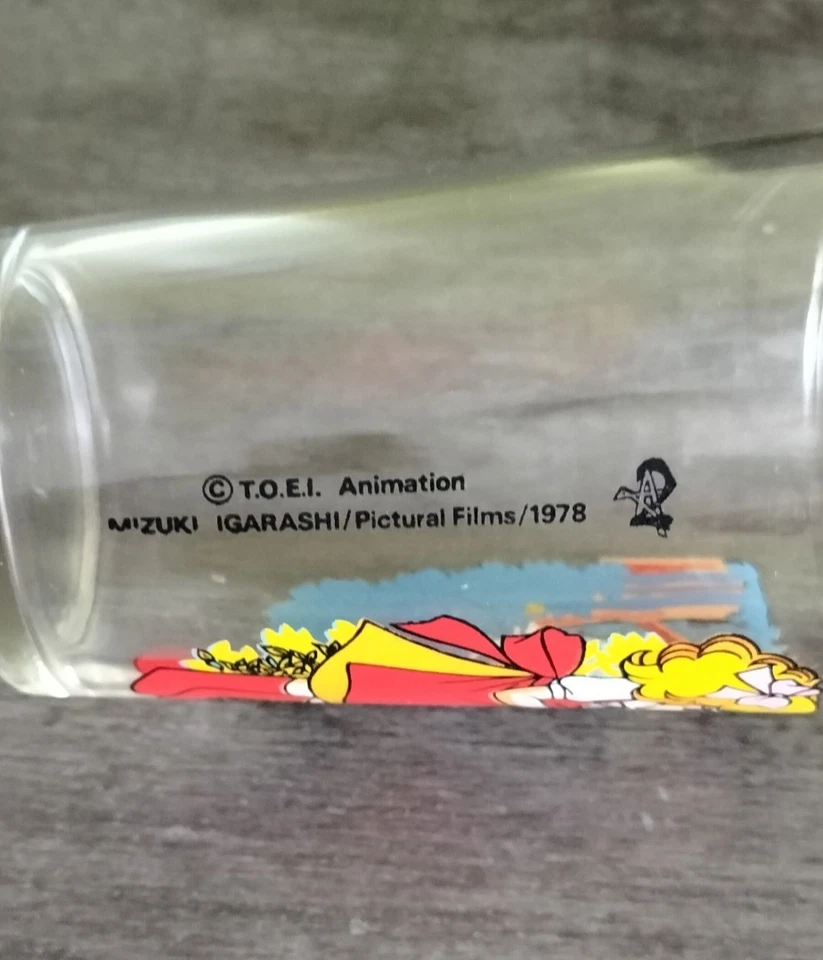 © T.O.E.I. Animation
MIZUKI IGARASHI/Pictural Films/1978